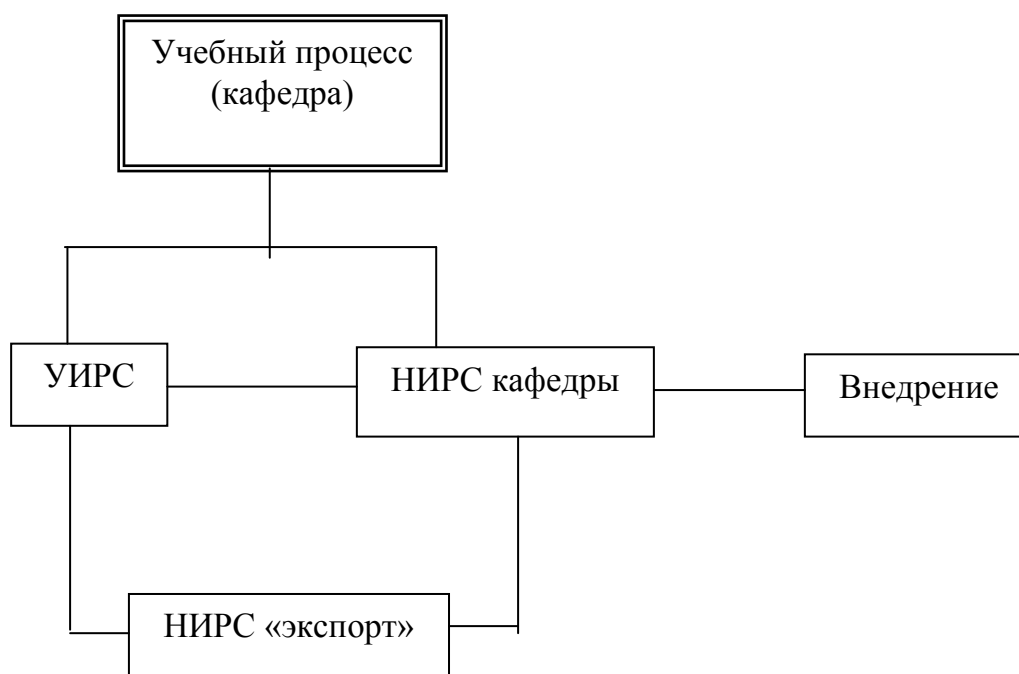 Учебный процесс
(кафедра)
УИРС
НИРС кафедры
Внедрение
НИРС «экспорт»